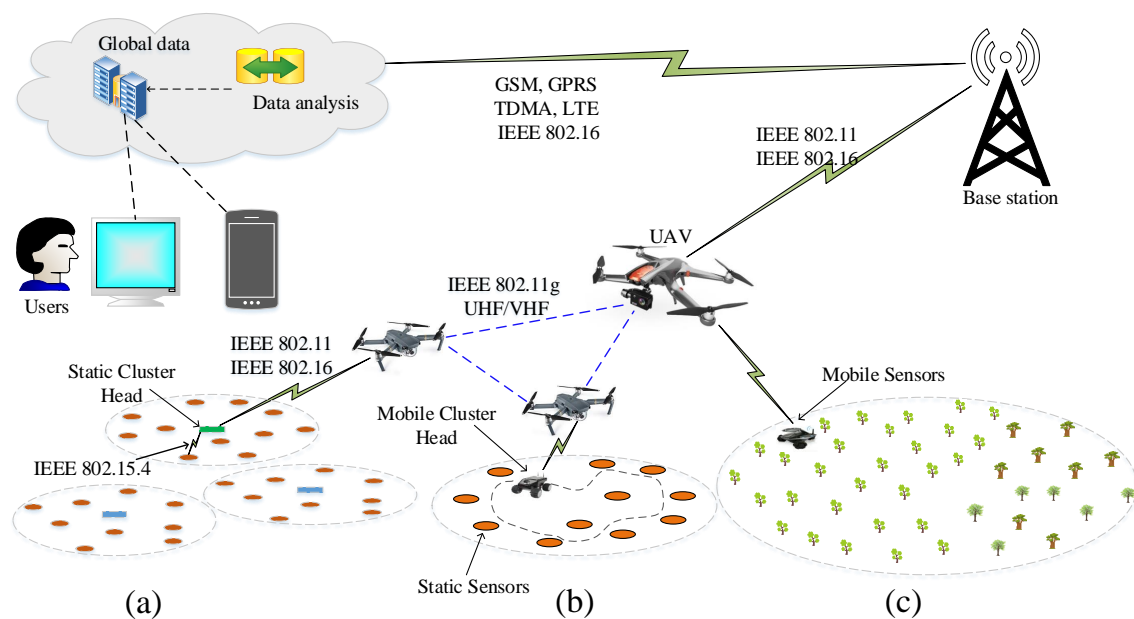 Global data
Data analysis
GSM, GPRS
TDMA, LTE
IEEE 802.16
IEEE 802.11
IEEE 802.16
Base station
Users
UAV
IEEE 802.11g
UHF/VHF
IEEE 802.11
IEEE 802.16
Static Cluster
Head
IEEE 802.15.4
Mobile Cluster
Head
Mobile Sensors
Static Sensors
(a)
(b)
(c)